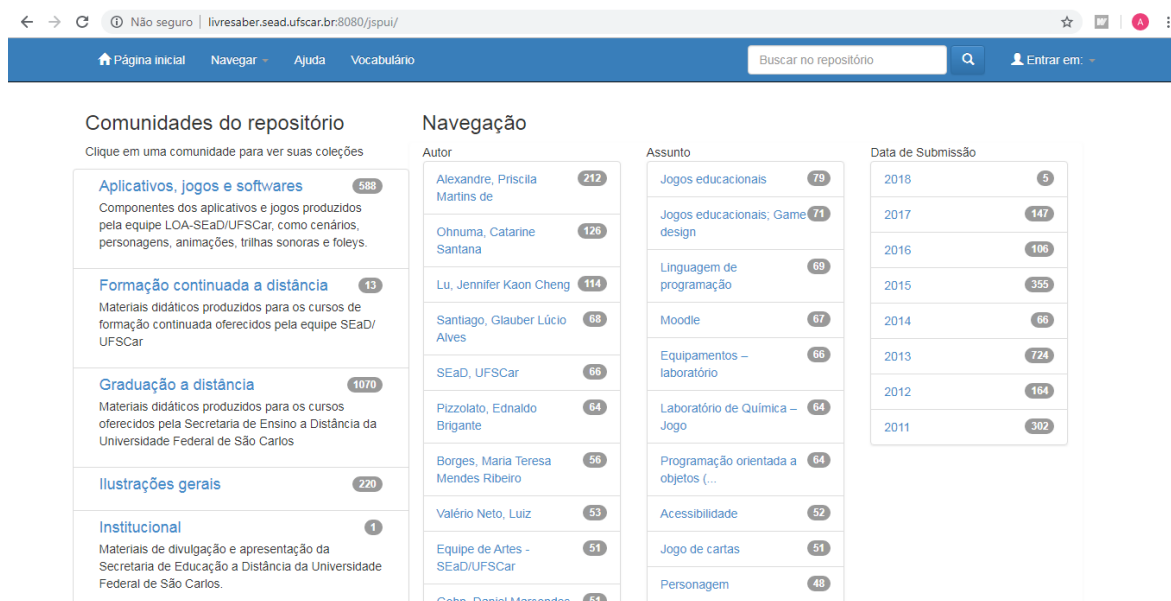 Não seguro
livresaber.sead.ufscar.br:8080/jspui/
A
Página inicial
Navegar
Ajuda
Vocabulário
Buscar no repositório
Entrar em:
Comunidades do repositório
Clique em uma comunidade para ver suas coleções
Aplicativos, jogos e softwares 588
Componentes dos aplicativos e jogos produzidos
pela equipe LOA-SEaD/UFSCar, como cenários,
personagens, animações, trilhas sonoras e foleys.
Formação continuada a distância 13
Materiais didáticos produzidos para os cursos de
formação continuada oferecidos pela equipe SEaD/
UFSCar
Graduação a distância 1070
Materiais didáticos produzidos para os cursos
oferecidos pela Secretaria de Ensino a Distância da
Universidade Federal de São Carlos
Ilustrações gerais 220
Institucional 1
Materiais de divulgação e apresentação da
Secretaria de Educação a Distância da Universidade
Federal de São Carlos.
Navegação
Autor
Alexandre, Priscila 212
Martins de
Ohnuma, Catarine 126
Santana
Lu, Jennifer Kaon Cheng 114
Santiago, Glauber Lúcio 68
Alves
SEaD, UFSCar 66
Pizzolato, Ednaldo 64
Brigante
Borges, Maria Teresa 56
Mendes Ribeiro
Valério Neto, Luiz 53
Equipe de Artes - 51
SEaD/UFSCar
51
Assunto
Jogos educacionais 79
Jogos educacionais; Game 71
design
Linguagem de 69
programação
Moodle 67
Equipamentos – 66
laboratório
Laboratório de Química – 64
Jogo
Programação orientada a 64
objetos (...
Acessibilidade 52
Jogo de cartas 51
Personagem 48
Data de Submissão
2018 5
2017 147
2016 106
2015 355
2014 66
2013 724
2012 164
2011 302